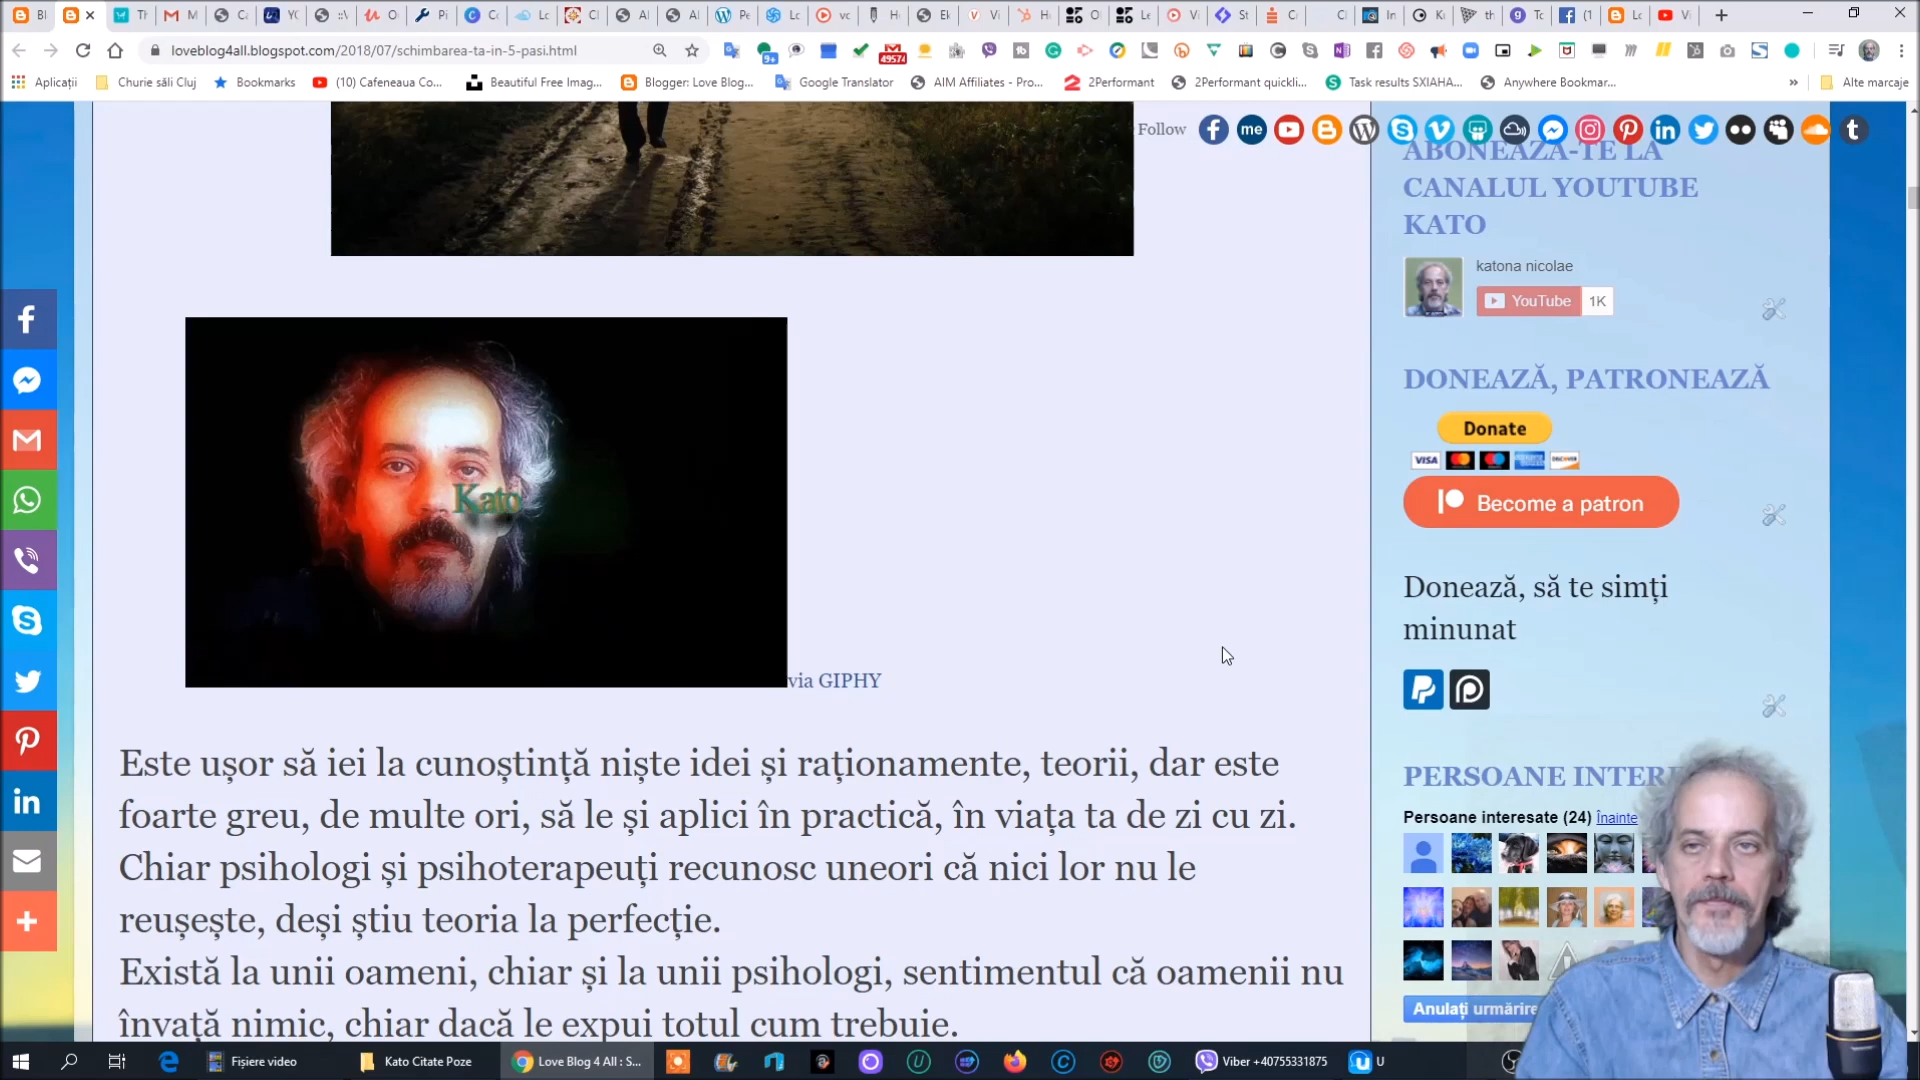 loveblog4all.blogspot.com/2018/07/schimbarea-ta-in-5-pasi.html
9+
49574
Aplicații
Churie săli Cluj
Bookmarks
(10) Cafeneaua Co...
Beautiful Free Imag...
Blogger: Love Blog...
Google Translator
AIM Affiliates - Pro...
2Performant
2Performant quickli...
Task results SXIAHA...
Anywhere Bookmar...
»
Alte marcaje
Follow
ABONEAZĂ-TE LA
CANALUL YOUTUBE
KATO
katona nicolae
YouTube
1K
DONEAZĂ, PATRONEAZĂ
Donate
VISA
Become a patron
Donează, să te simți
minunat
Kato
via GIPHY
Este ușor să iei la cunoștință niște idei și raționamente, teorii, dar este
foarte greu, de multe ori, să le și aplici în practică, în viața ta de zi cu zi.
Chiar psihologi și psihoterapeuți recunosc uneori că nici lor nu le
reușește, deși știu teoria la perfecție.
Există la unii oameni, chiar și la unii psihologi, sentimentul că oamenii nu
învață nimic, chiar dacă le expui totul cum trebuie.
PERSOANE
Persoane interesate (24) Înainte
Anulați urmărire
Fișiere video
Kato Citate Poze
Love Blog 4 All : S...
Viber +40755331875
U